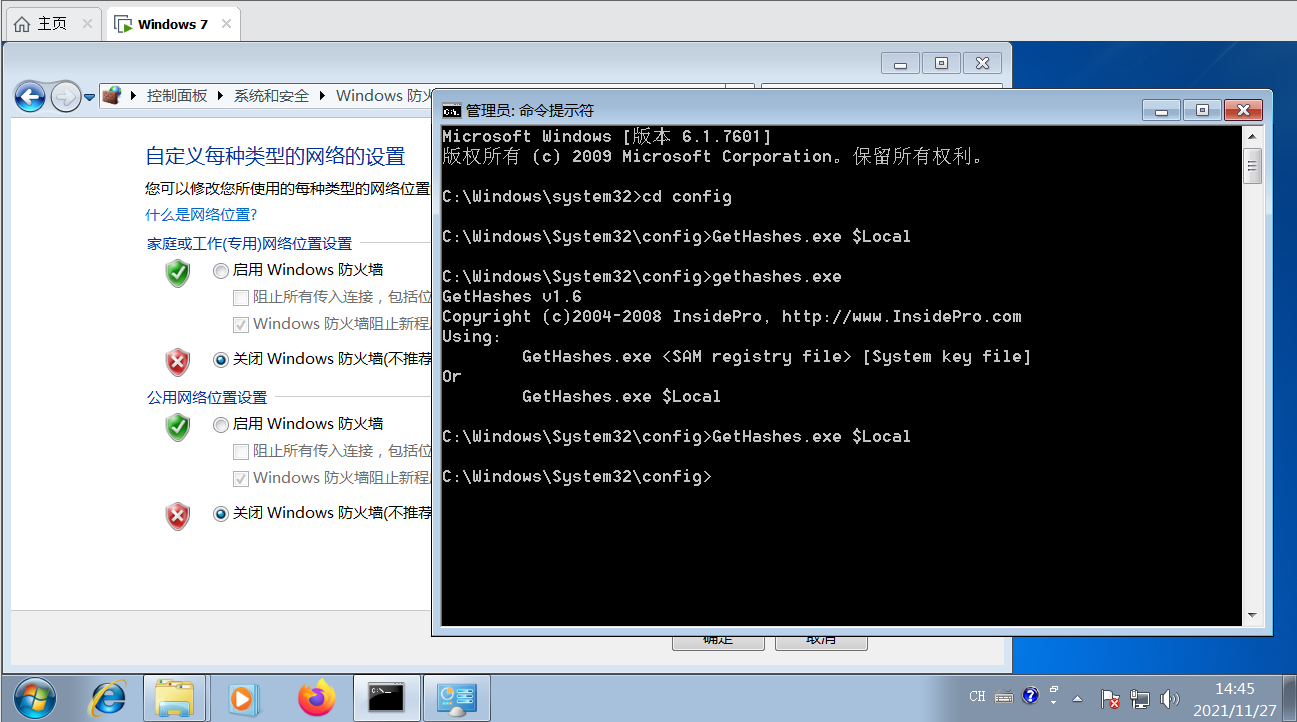 主页
Windows 7
控制面板
系统和安全
Windows 防火
自定义每种类型的网络的设置
您可以修改您所使用的每种类型的网络位置
什么是网络位置?
家庭或工作(专用)网络位置设置
启用 Windows 防火墙
阻止所有传入连接，包括位
Windows 防火墙阻止新程
关闭 Windows 防火墙(不推荐
公用网络位置设置
启用 Windows 防火墙
阻止所有传入连接，包括位
Windows 防火墙阻止新程
关闭 Windows 防火墙(不推荐
确定
取消
管理员: 命令提示符
Microsoft Windows [版本 6.1.7601]
版权所有 (c) 2009 Microsoft Corporation。保留所有权利。
C:\Windows\system32>cd config
C:\Windows\System32\config>GetHashes.exe $Local
C:\Windows\System32\config>gethashes.exe
GetHashes v1.6
Copyright (c)2004-2008 InsidePro, http://www.InsidePro.com
Using:
GetHashes.exe <SAM registry file> [System key file]
Or
GetHashes.exe $Local
C:\Windows\System32\config>GetHashes.exe $Local
C:\Windows\System32\config>
CH
14:45
2021/11/27